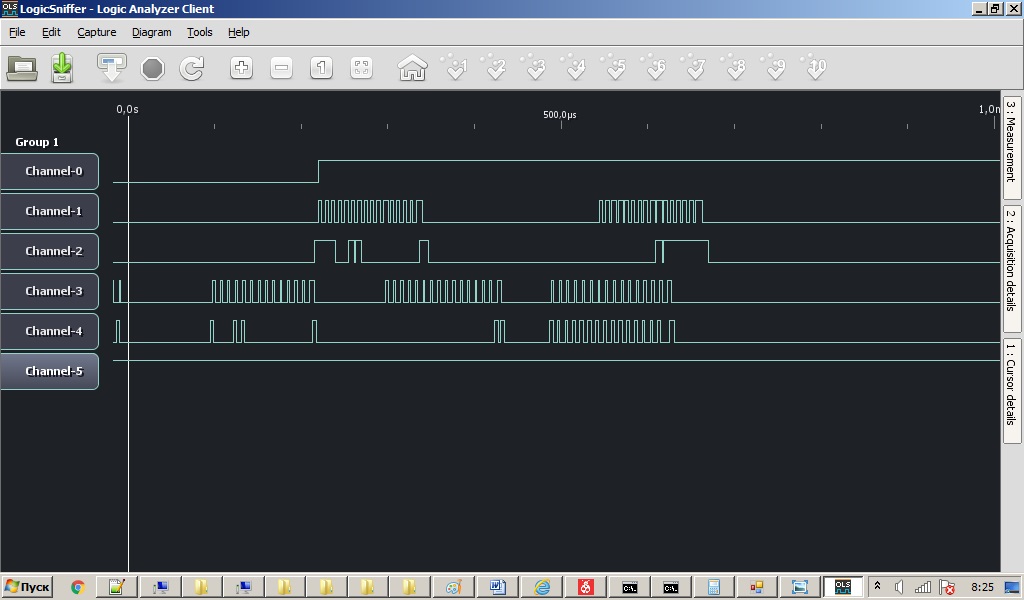 LogicSniffer - Logic Analyzer Client
File Edit Capture Diagram Tools Help
1 1 2 3 4 5 6 7 8 9 10
0,0s 500,0µs 1,0m
Group 1
Channel-0
Channel-1
Channel-2
Channel-3
Channel-4
Channel-5
3 : Measurement
2 : Acquisition details
1 : Cursor details
Пуск C:\ C:\ OLS 8:25